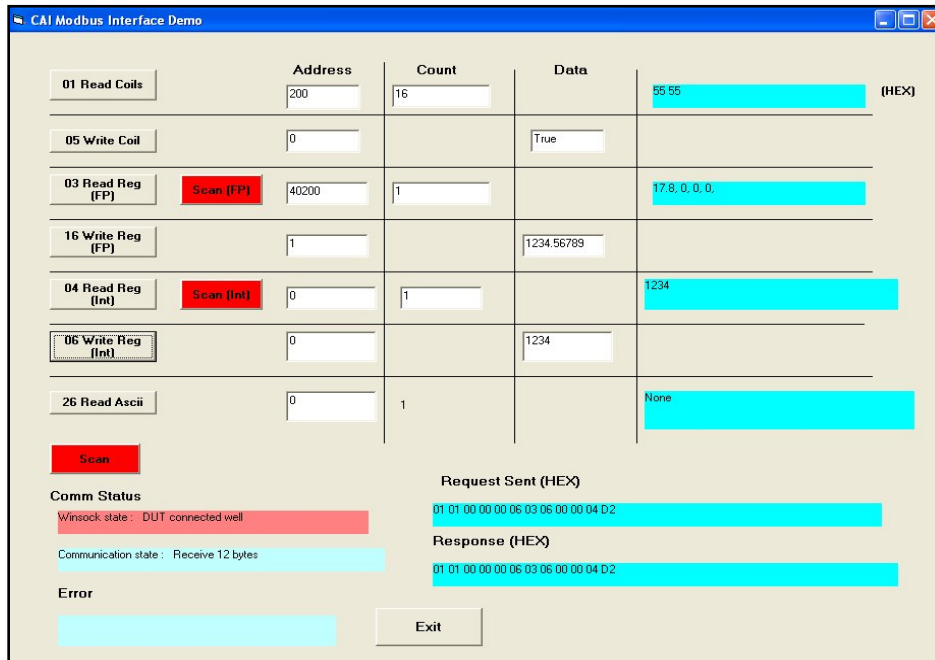 CAI Modbus Interface Demo
Address Count Data
01 Read Coils 200 16 55 55 (HEX)
05 Write Coil 0 True
03 Read Reg (FP) Scan (FP) 40200 1 17.8, 0, 0, 0,
16 Write Reg (FP) 1 1234.56789
04 Read Reg (Int) Scan (Int) 0 1 1234
06 Write Reg (Int) 0 1234
26 Read Ascii 0 1 None
Scan
Request Sent (HEX)
Comm Status
01 01 00 00 00 06 03 06 00 00 04 D2
Winsock state : DUT connected well
Response (HEX)
Communication state : Receive 12 bytes
01 01 00 00 00 06 03 06 00 00 04 D2
Error
Exit